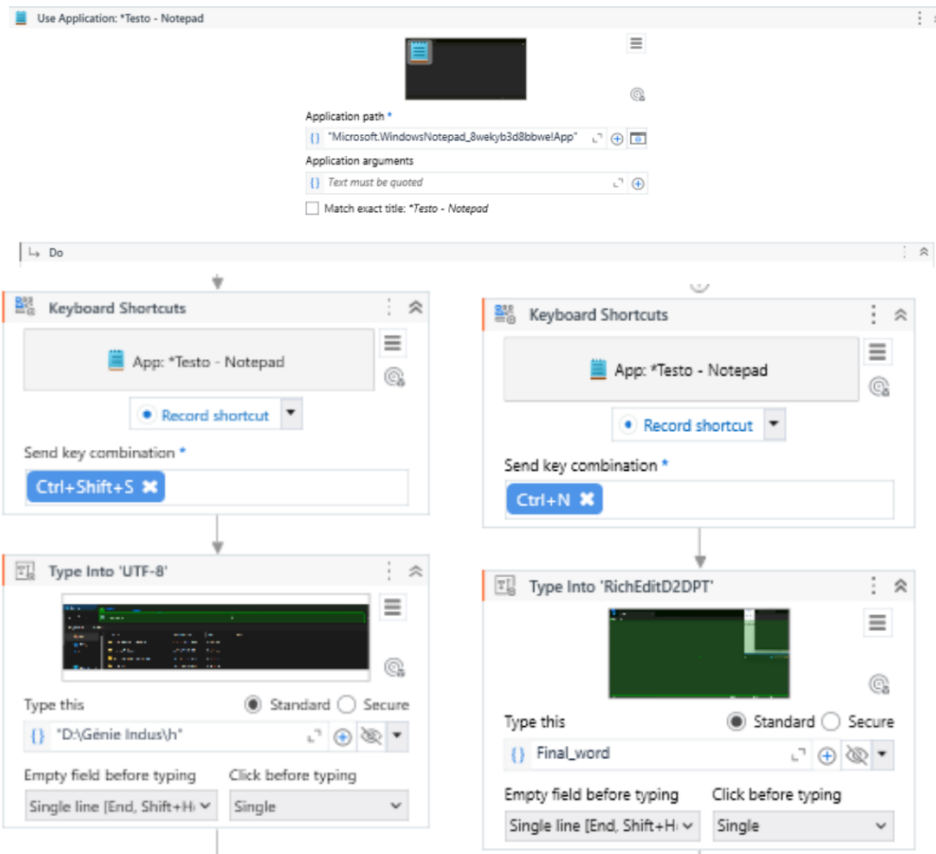 Use Application: *Testo - Notepad
Application path *
"Microsoft.WindowsNotepad_8wekyb3d8bbwe!App"
Application arguments
Text must be quoted
Match exact title: *Testo - Notepad
Do
Keyboard Shortcuts
App: *Testo - Notepad
Record shortcut
Send key combination *
Ctrl+Shift+S
Type Into 'UTF-8'
Type this
Standard
Secure
"D:\Génie Indus\h"
Empty field before typing
Click before typing
Single line [End, Shift+H
Single
Keyboard Shortcuts
App: *Testo - Notepad
Record shortcut
Send key combination *
Ctrl+N
Type Into 'RichEditD2DPT'
Type this
Standard
Secure
Final_word
Empty field before typing
Click before typing
Single line [End, Shift+H
Single